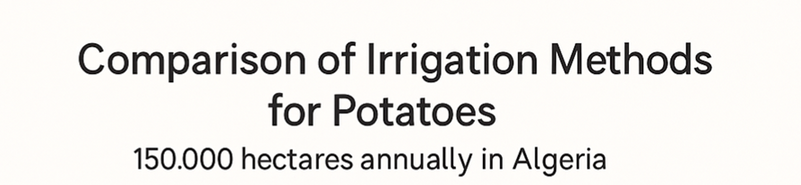 Comparison of Irrigation Methods
for Potatoes
150.000 hectares annually in Algeria